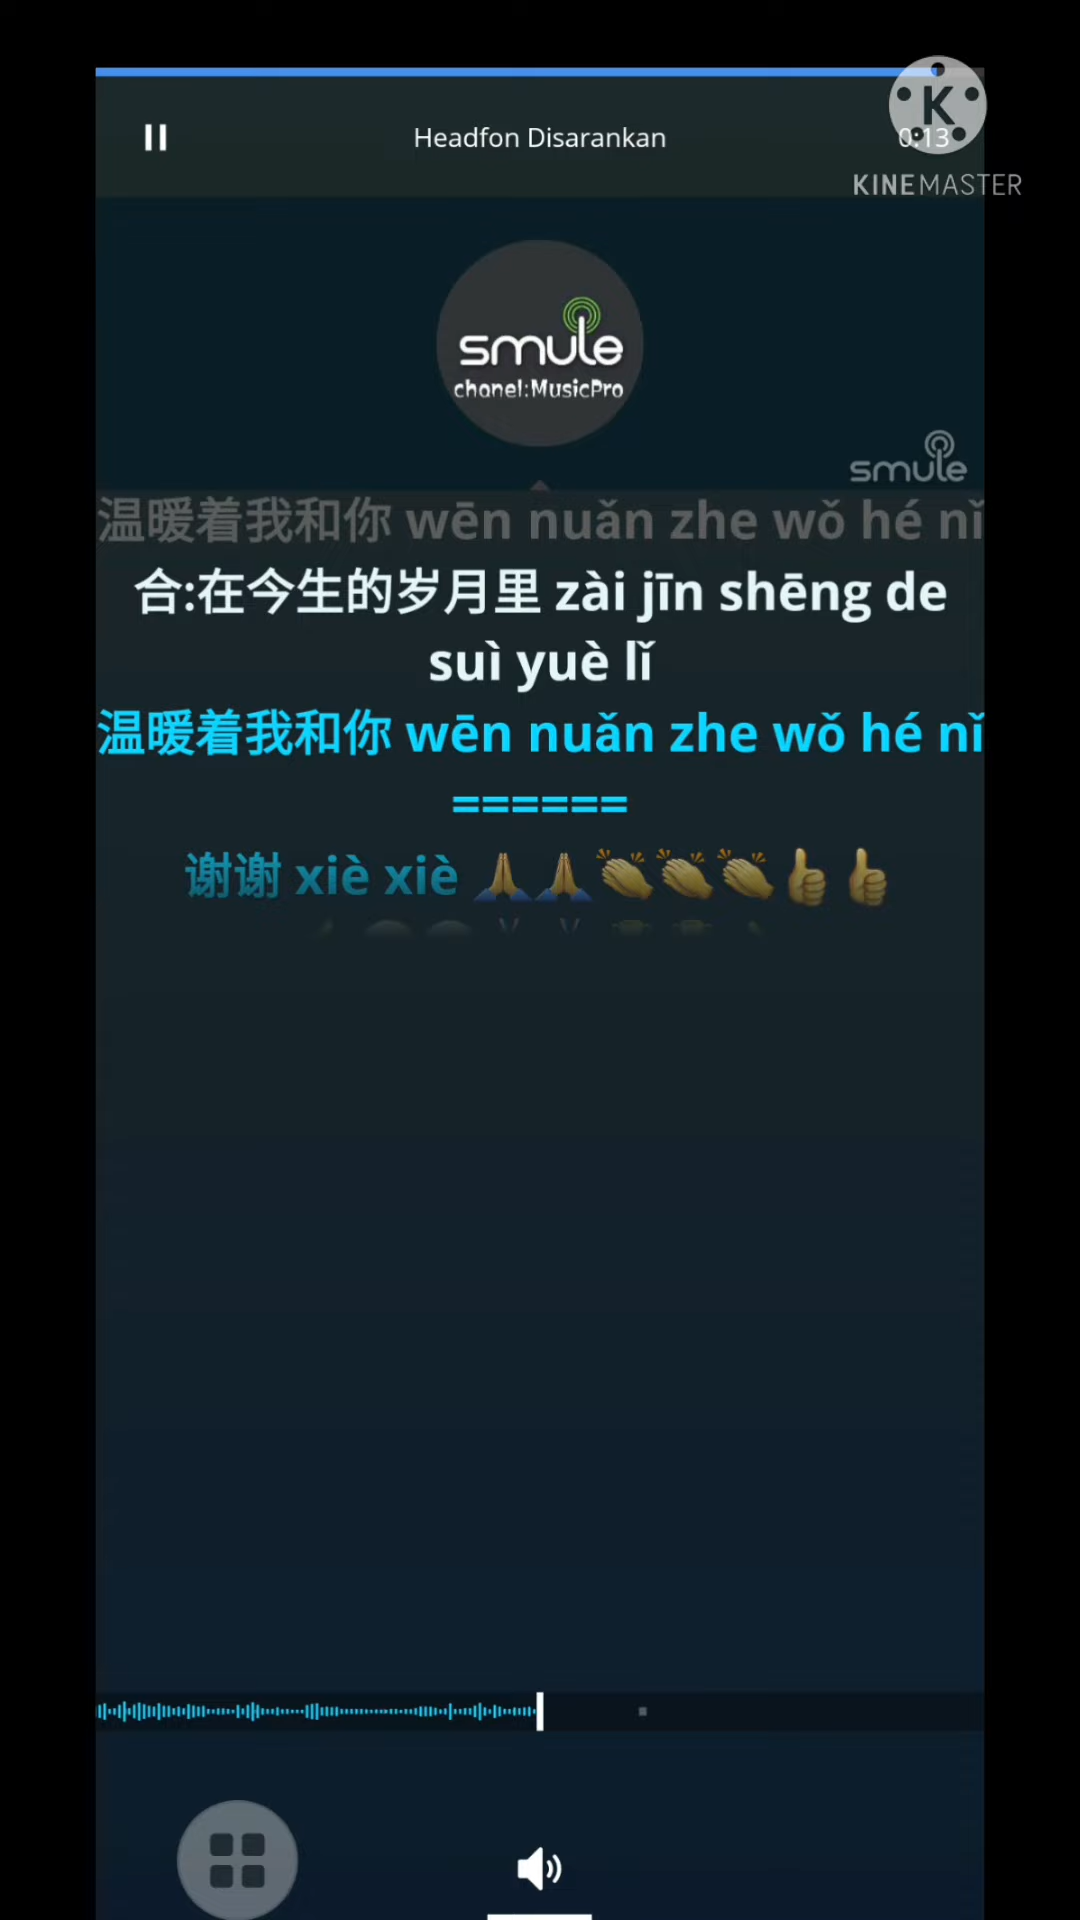 Headfon Disarankan
0:13
K
KINEMASTER
smule
chanel:MusicPro
smule
温暖着我和你 wēn nuǎn zhe wǒ hé nǐ
合:在今生的岁月里 zài jīn shēng de
suì yuè lǐ
温暖着我和你 wēn nuǎn zhe wǒ hé nǐ
======
谢谢 xiè xiè 🙏🙏👏👏👏👍👍